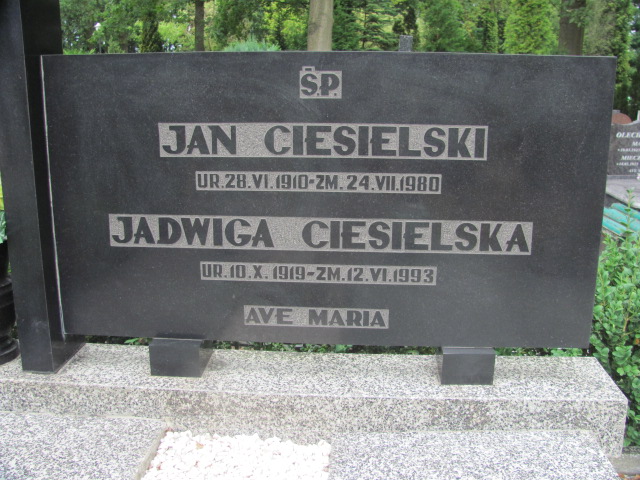 Ś.P.
JAN CIESIELSKI
UR. 28. VI. 1910 - ZM. 24. VII. 1980
JADWIGA CIESIELSKA
UR. 10. X. 1919 - ZM. 12. VI. 1993
AVE MARIA